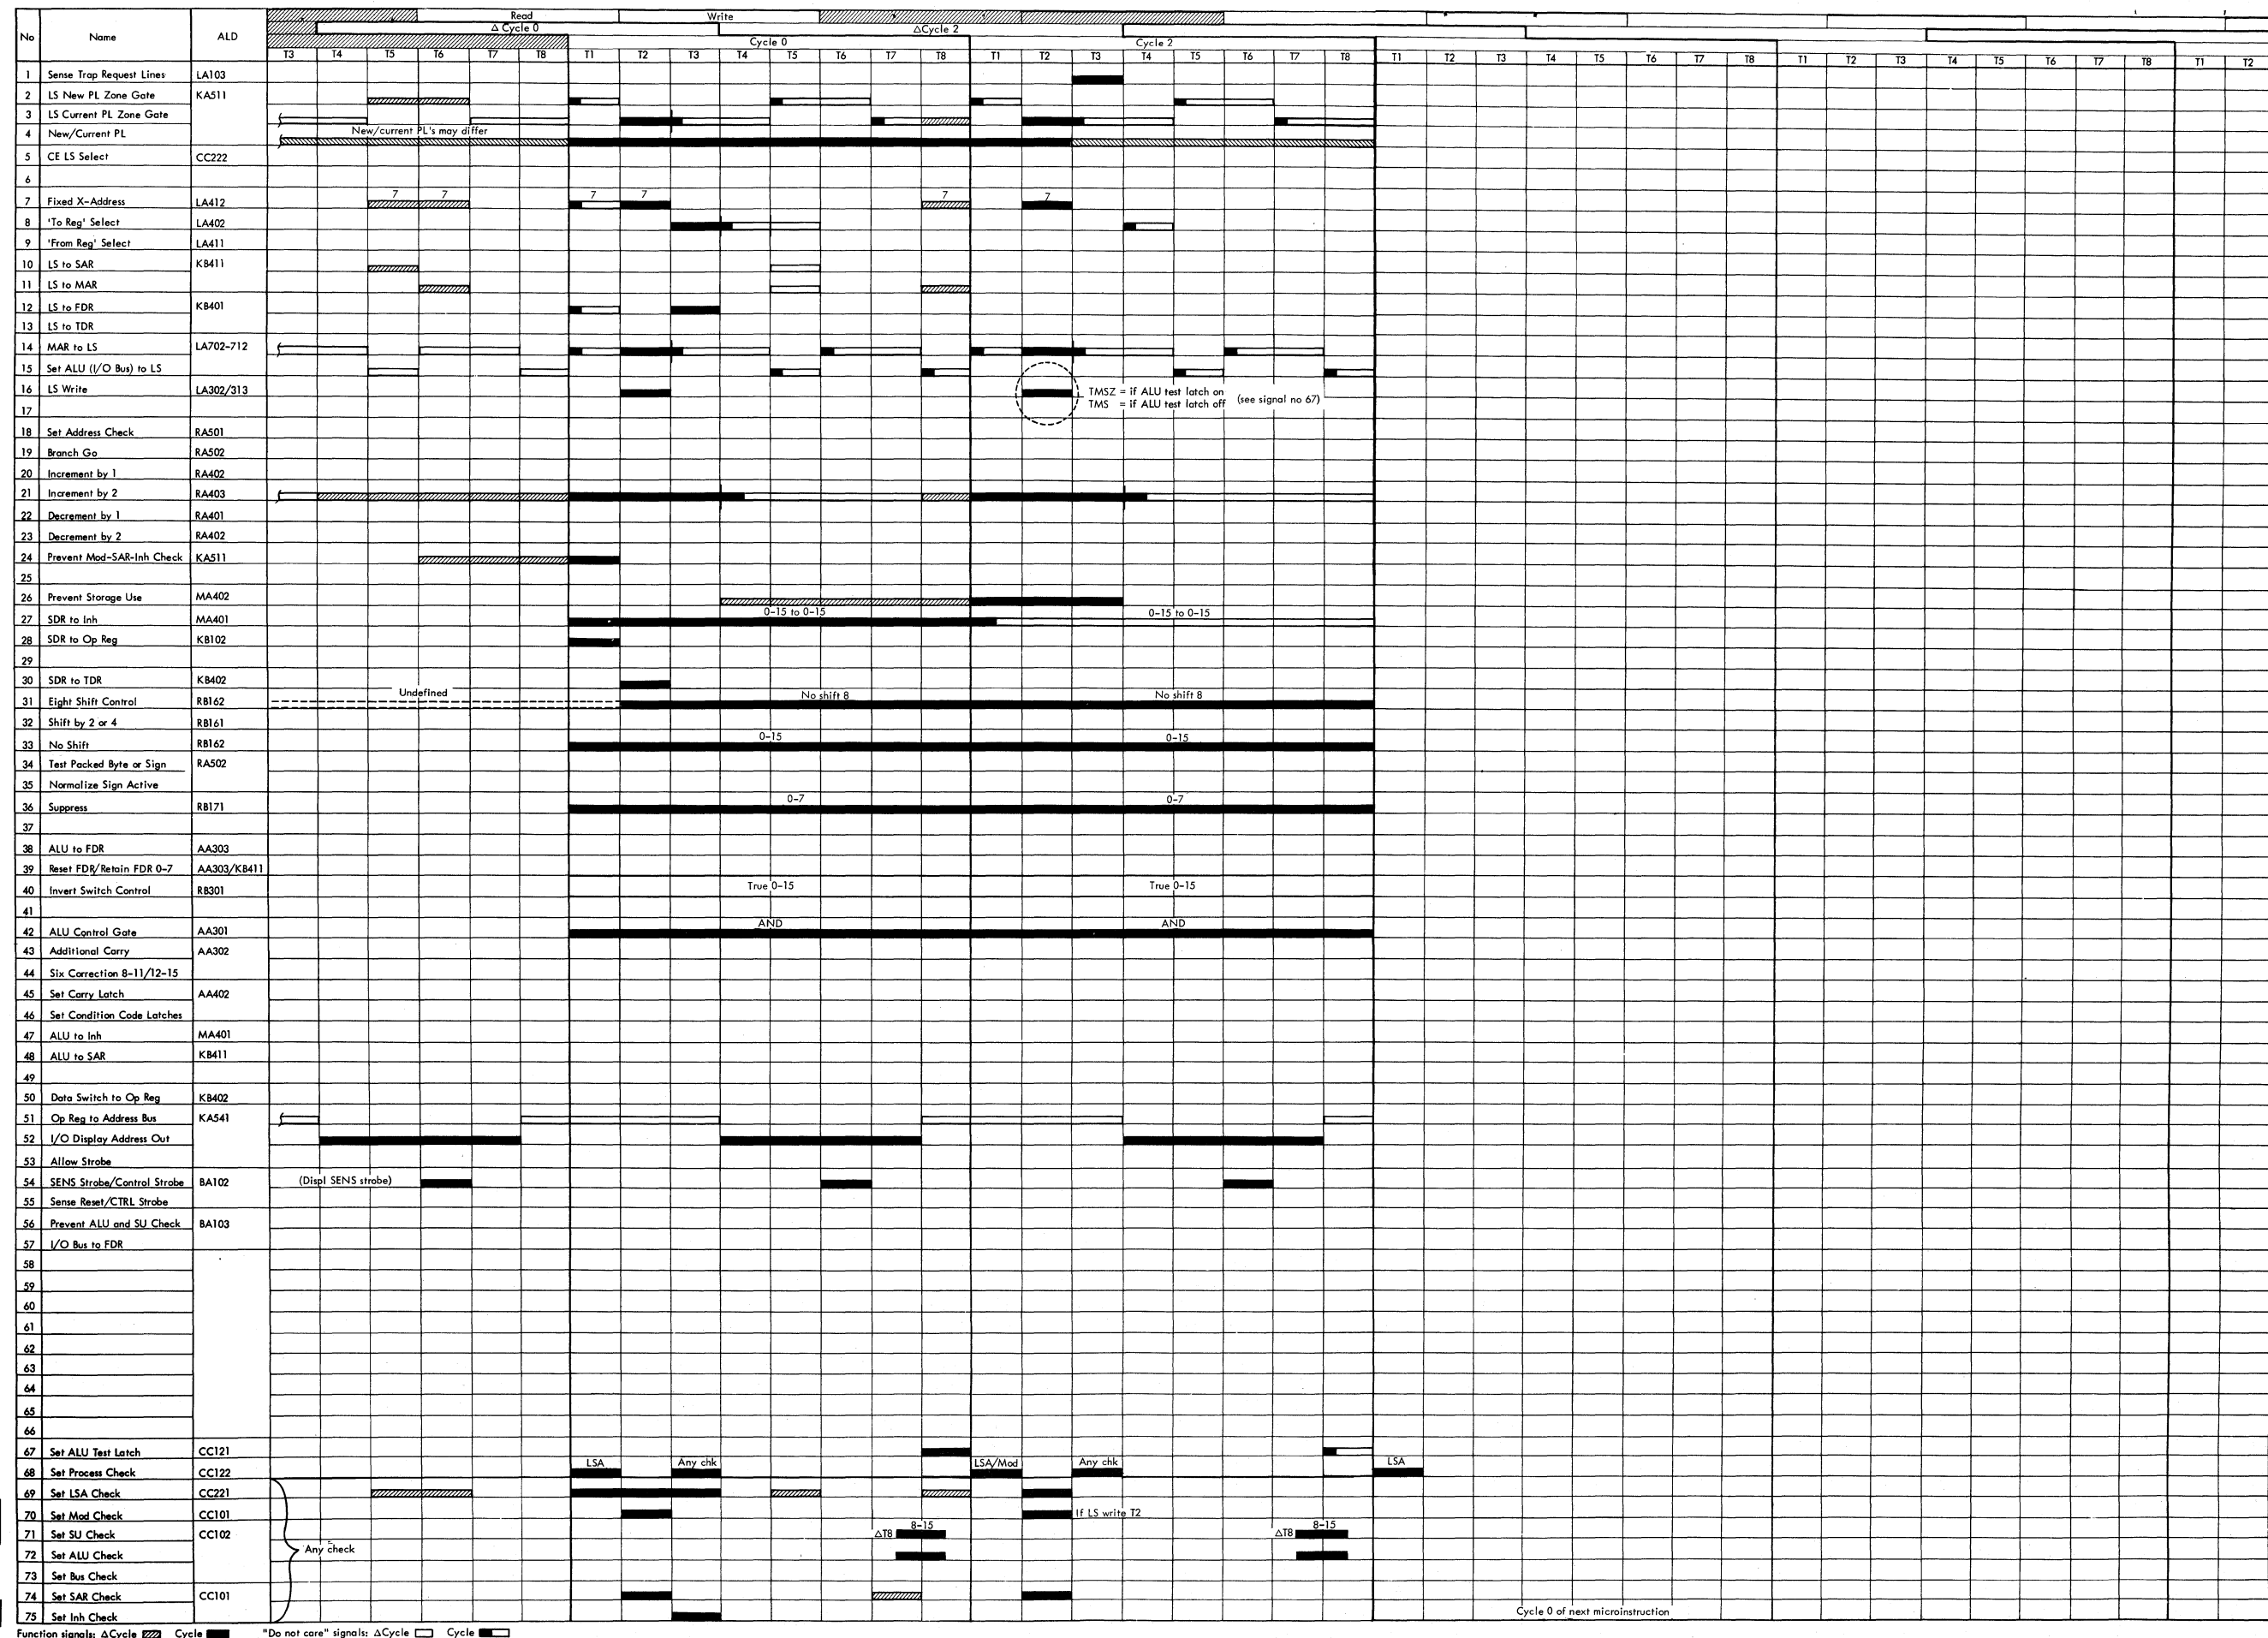 Read Write
Δ Cycle 0 ΔCycle 2
No Name ALD Cycle 0 Cycle 2
T3 T4 T5 T6 T7 T8 T1 T2 T3 T4 T5 T6 T7 T8 T1 T2 T3 T4 T5 T6 T7 T8 T1 T2 T3 T4 T5 T6 T7 T8 T1 T2 T3 T4 T5 T6 T7 T8 T1 T2
1 Sense Trap Request Lines LA103
2 LS New PL Zone Gate KA511
3 LS Current PL Zone Gate
4 New/Current PL New/current PL's may differ
5 CE LS Select CC222
6
7 7 7 7 7 7
7 Fixed X-Address LA412
8 'To Reg' Select LA402
9 'From Reg' Select LA411
10 LS to SAR KB411
11 LS to MAR
12 LS to FDR KB401
13 LS to TDR
14 MAR to LS LA702-712
15 Set ALU (I/O Bus) to LS
16 LS Write LA302/313 TMSZ = if ALU test latch on
TMS = if ALU test latch off (see signal no 67)
17
18 Set Address Check RA501
19 Branch Go RA502
20 Increment by 1 RA402
21 Increment by 2 RA403
22 Decrement by 1 RA401
23 Decrement by 2 RA402
24 Prevent Mod-SAR-Inh Check KA511
25
26 Prevent Storage Use MA402
0-15 to 0-15 0-15 to 0-15
27 SDR to Inh MA401
28 SDR to Op Reg KB102
29
30 SDR to TDR KB402
Undefined No shift 8 No shift 8
31 Eight Shift Control RB162
32 Shift by 2 or 4 RB161
0-15 0-15
33 No Shift RB162
34 Test Packed Byte or Sign RA502
35 Normalize Sign Active
0-7 0-7
36 Suppress RB171
37
38 ALU to FDR AA303
39 Reset FDR/Retain FDR 0-7 AA303/KB411
40 Invert Switch Control RB301 True 0-15 True 0-15
41
AND AND
42 ALU Control Gate AA301
43 Additional Carry AA302
44 Six Correction 8-11/12-15
45 Set Carry Latch AA402
46 Set Condition Code Latches
47 ALU to Inh MA401
48 ALU to SAR KB411
49
50 Data Switch to Op Reg KB402
51 Op Reg to Address Bus KA541
52 I/O Display Address Out
53 Allow Strobe
54 SENS Strobe/Control Strobe BA102 (Displ SENS strobe)
55 Sense Reset/CTRL Strobe
56 Prevent ALU and SU Check BA103
57 I/O Bus to FDR
58
59
60
61
62
63
64
65
66
67 Set ALU Test Latch CC121
LSA Any chk LSA/Mod Any chk LSA
68 Set Process Check CC122
69 Set LSA Check CC221
70 Set Mod Check CC101 If LS write T2
8-15 8-15
71 Set SU Check CC102 ΔT8 ΔT8
Any check
72 Set ALU Check
73 Set Bus Check
74 Set SAR Check CC101
75 Set Inh Check Cycle 0 of next microinstruction
Function signals: ΔCycle Cycle "Do not care" signals: ΔCycle Cycle